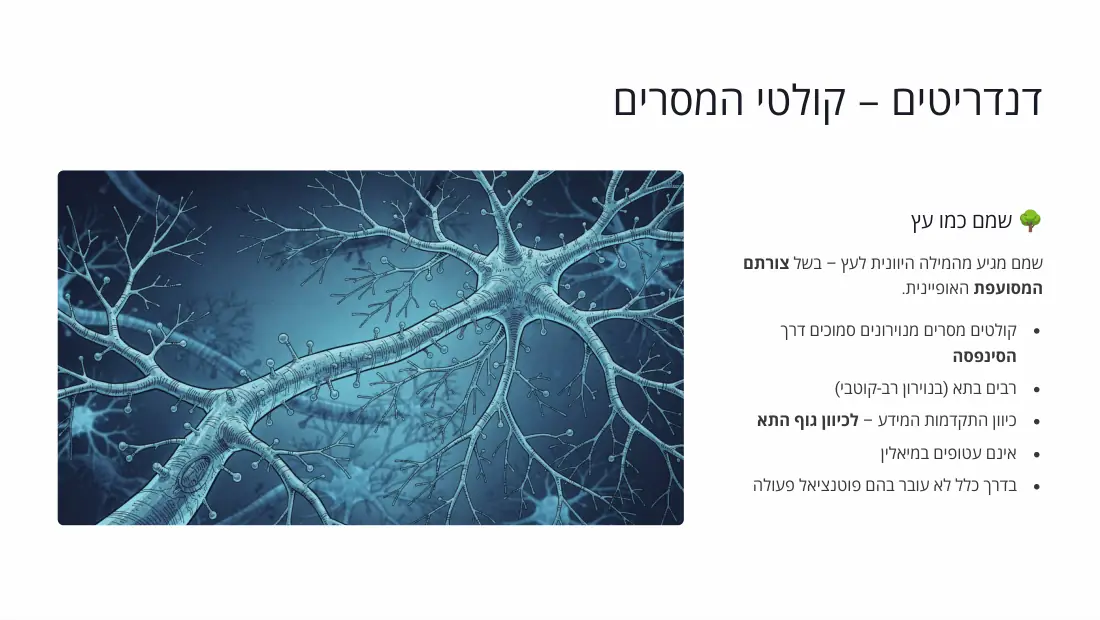 דנדריטים – קולטי המסרים
🌳 שמם כמו עץ
שמם מגיע מהמילה היוונית לעץ – בשל צורתם
המסועפת האופיינית.
• קולטים מסרים מנוירונים סמוכים דרך
הסינפסה
• רבים בתא (בנוירון רב-קוטבי)
• כיוון התקדמות המידע – לכיוון גוף התא
• אינם עטופים במיאלין
• בדרך כלל לא עובר בהם פוטנציאל פעולה